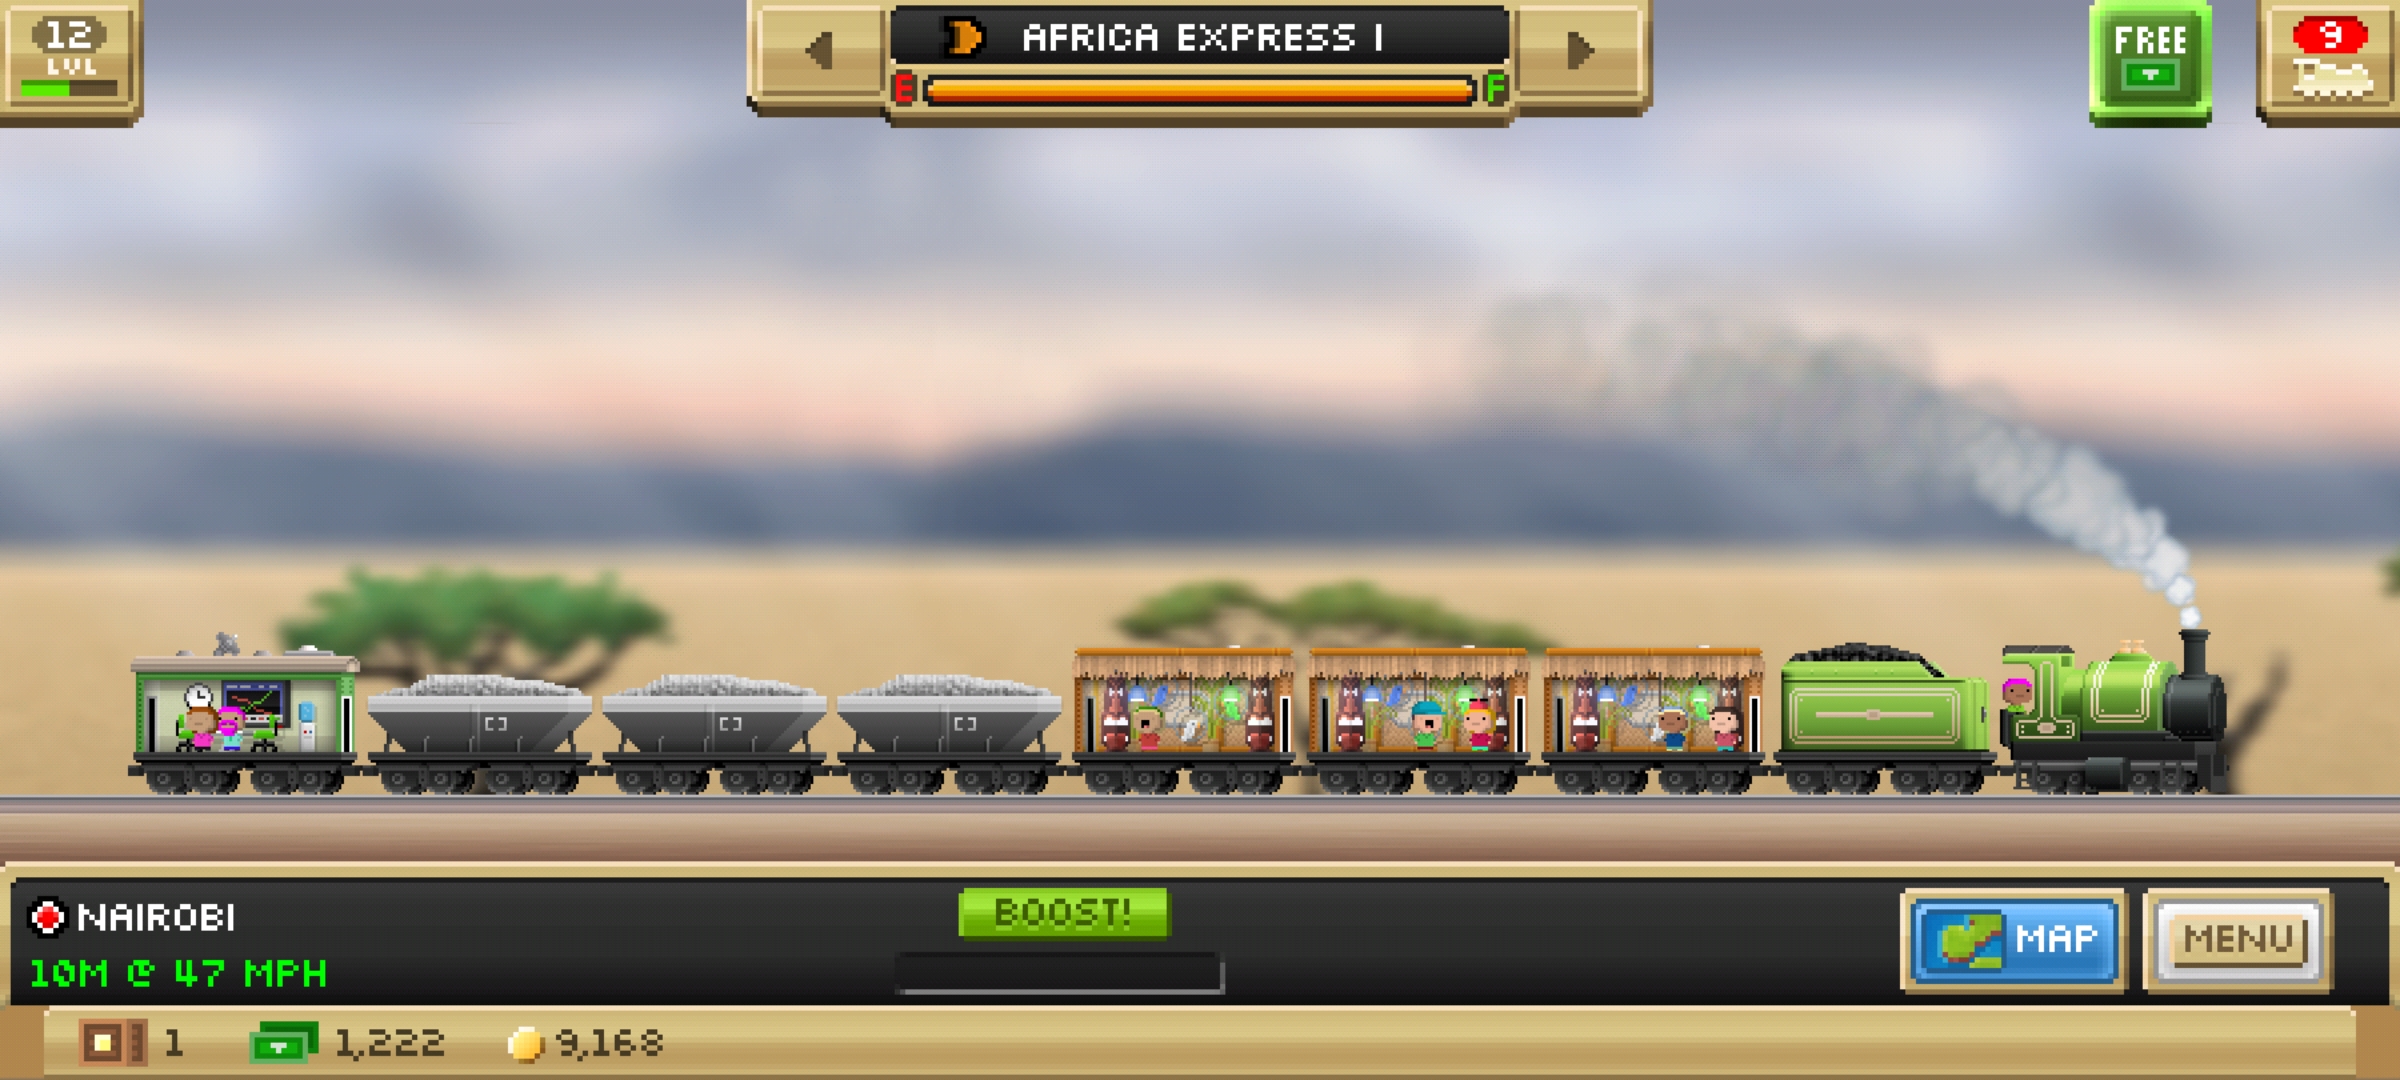 12
LVL
AFRICA EXPRESS I
E
F
FREE
9
NAIROBI
10M @ 47 MPH
BOOST!
MAP
MENU
1
1,222
9,168